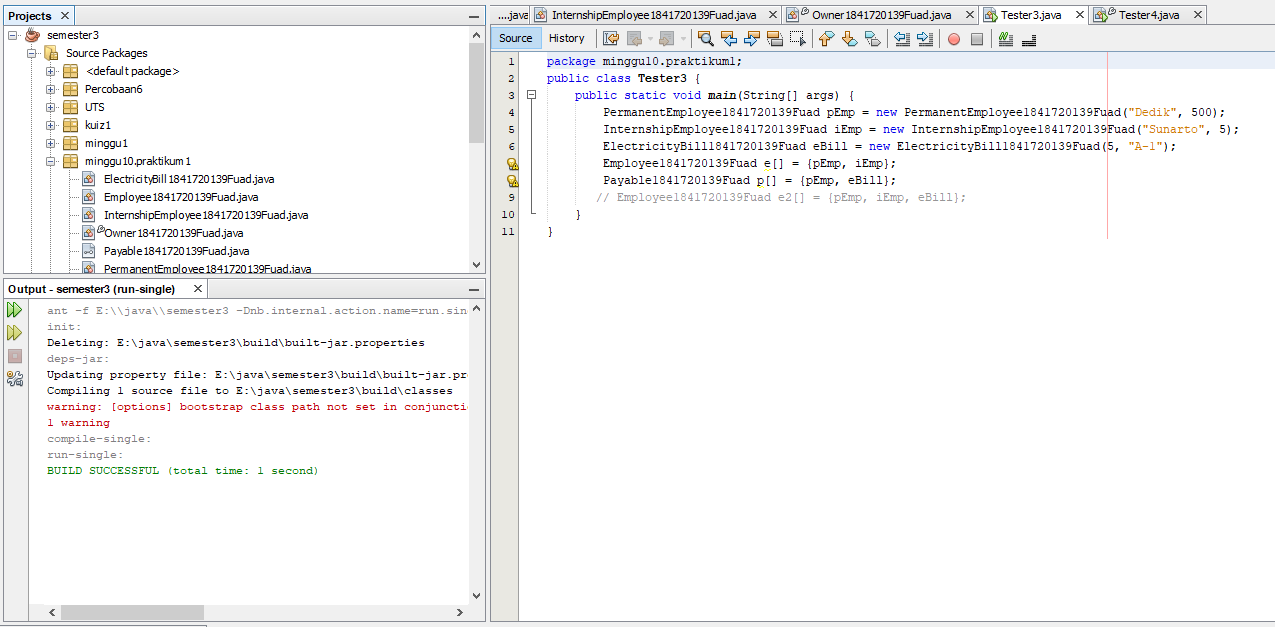 Projects
semester3
Source Packages
<default package>
Percobaan6
UTS
kuiz1
minggu1
minggu10.praktikum1
ElectricityBill1841720139Fuad.java
Employee1841720139Fuad.java
InternshipEmployee1841720139Fuad.java
Owner1841720139Fuad.java
Payable1841720139Fuad.java
PermanentEmployee1841720139Fuad.java
Output - semester3 (run-single)
ant -f E:\\java\\semester3 -Dnb.internal.action.name=run.sin
init:
Deleting: E:\java\semester3\build\built-jar.properties
deps-jar:
Updating property file: E:\java\semester3\build\built-jar.pr
Compiling 1 source file to E:\java\semester3\build\classes
warning: [options] bootstrap class path not set in conjuncti
1 warning
compile-single:
run-single:
BUILD SUCCESSFUL (total time: 1 second)
....java InternshipEmployee1841720139Fuad.java Owner1841720139Fuad.java Tester3.java Tester4.java
Source History
1 package minggu10.praktikum1;
2 public class Tester3 {
3 public static void main(String[] args) {
4 PermanentEmployee1841720139Fuad pEmp = new PermanentEmployee1841720139Fuad("Dedik", 500);
5 InternshipEmployee1841720139Fuad iEmp = new InternshipEmployee1841720139Fuad("Sunarto", 5);
6 ElectricityBill1841720139Fuad eBill = new ElectricityBill1841720139Fuad(5, "A-1");
Employee1841720139Fuad e[] = {pEmp, iEmp};
Payable1841720139Fuad p[] = {pEmp, eBill};
9 // Employee1841720139Fuad e2[] = {pEmp, iEmp, eBill};
10 }
11 }